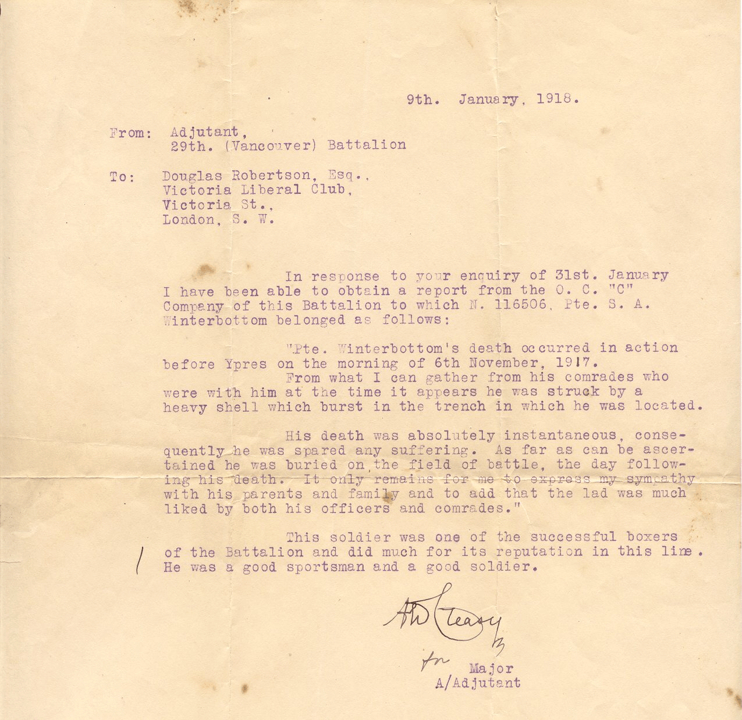 9th. January, 1918.
From: Adjutant,
29th. (Vancouver) Battalion
To: Douglas Robertson, Esq..
Victoria Liberal Club,
Victoria St.,
London, S. W.
In response to your enquiry of 31st. January
I have been able to obtain a report from the O. C. "C"
Company of this Battalion to which N. 116506, Pte. S. A.
Winterbottom belonged as follows:
"Pte. Winterbottom's death occurred in action
before Ypres on the morning of 6th November, 1917.
From what I can gather from his comrades who
were with him at the time it appears he was struck by a
heavy shell which burst in the trench in which he was located.
His death was absolutely instantaneous, conse-
quently he was spared any suffering. As far as can be ascer-
tained he was buried on the field of battle, the day follow-
ing his death. It only remains for me to express my sympathy
with his parents and family and to add that the lad was much
liked by both his officers and comrades."
This soldier was one of the successful boxers
of the Battalion and did much for its reputation in this line.
He was a good sportsman and a good soldier.
for Major
A/Adjutant